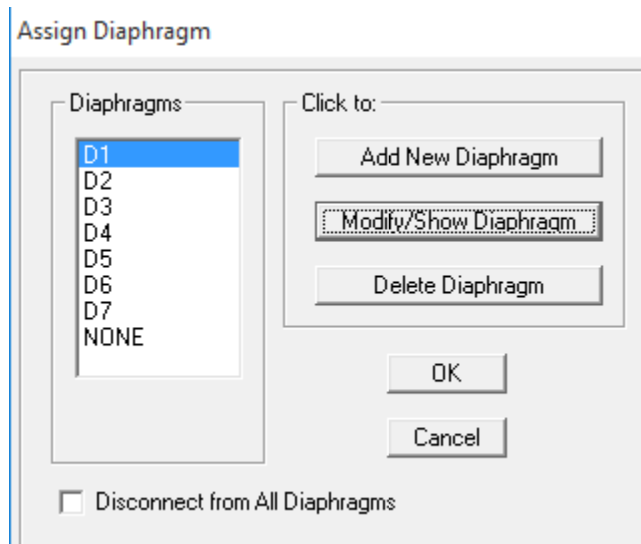 Assign Diaphragm
Diaphragms
D1
D2
D3
D4
D5
D6
D7
NONE
Click to:
Add New Diaphragm
Modify/Show Diaphragm
Delete Diaphragm
OK
Cancel
Disconnect from All Diaphragms